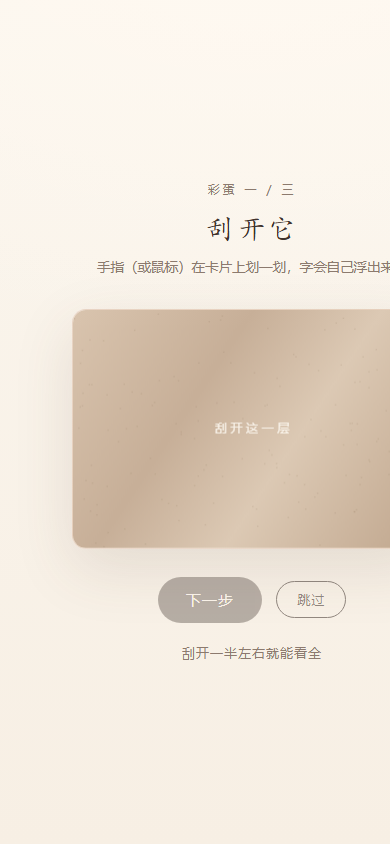 彩蛋 一 / 三
刮开它
手指（或鼠标）在卡片上划一划，字会自己浮出来
刮开这一层
下一步
跳过
刮开一半左右就能看全